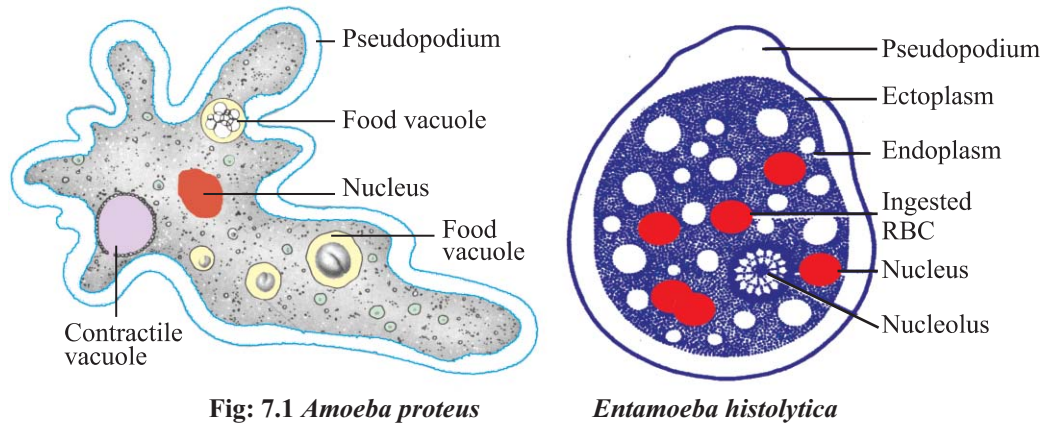 Pseudopodium
Food vacuole
Nucleus
Food
vacuole
Contractile
vacuole
Pseudopodium
Ectoplasm
Endoplasm
Ingested
RBC
Nucleus
Nucleolus
Fig: 7.1 Amoeba proteus
Entamoeba histolytica